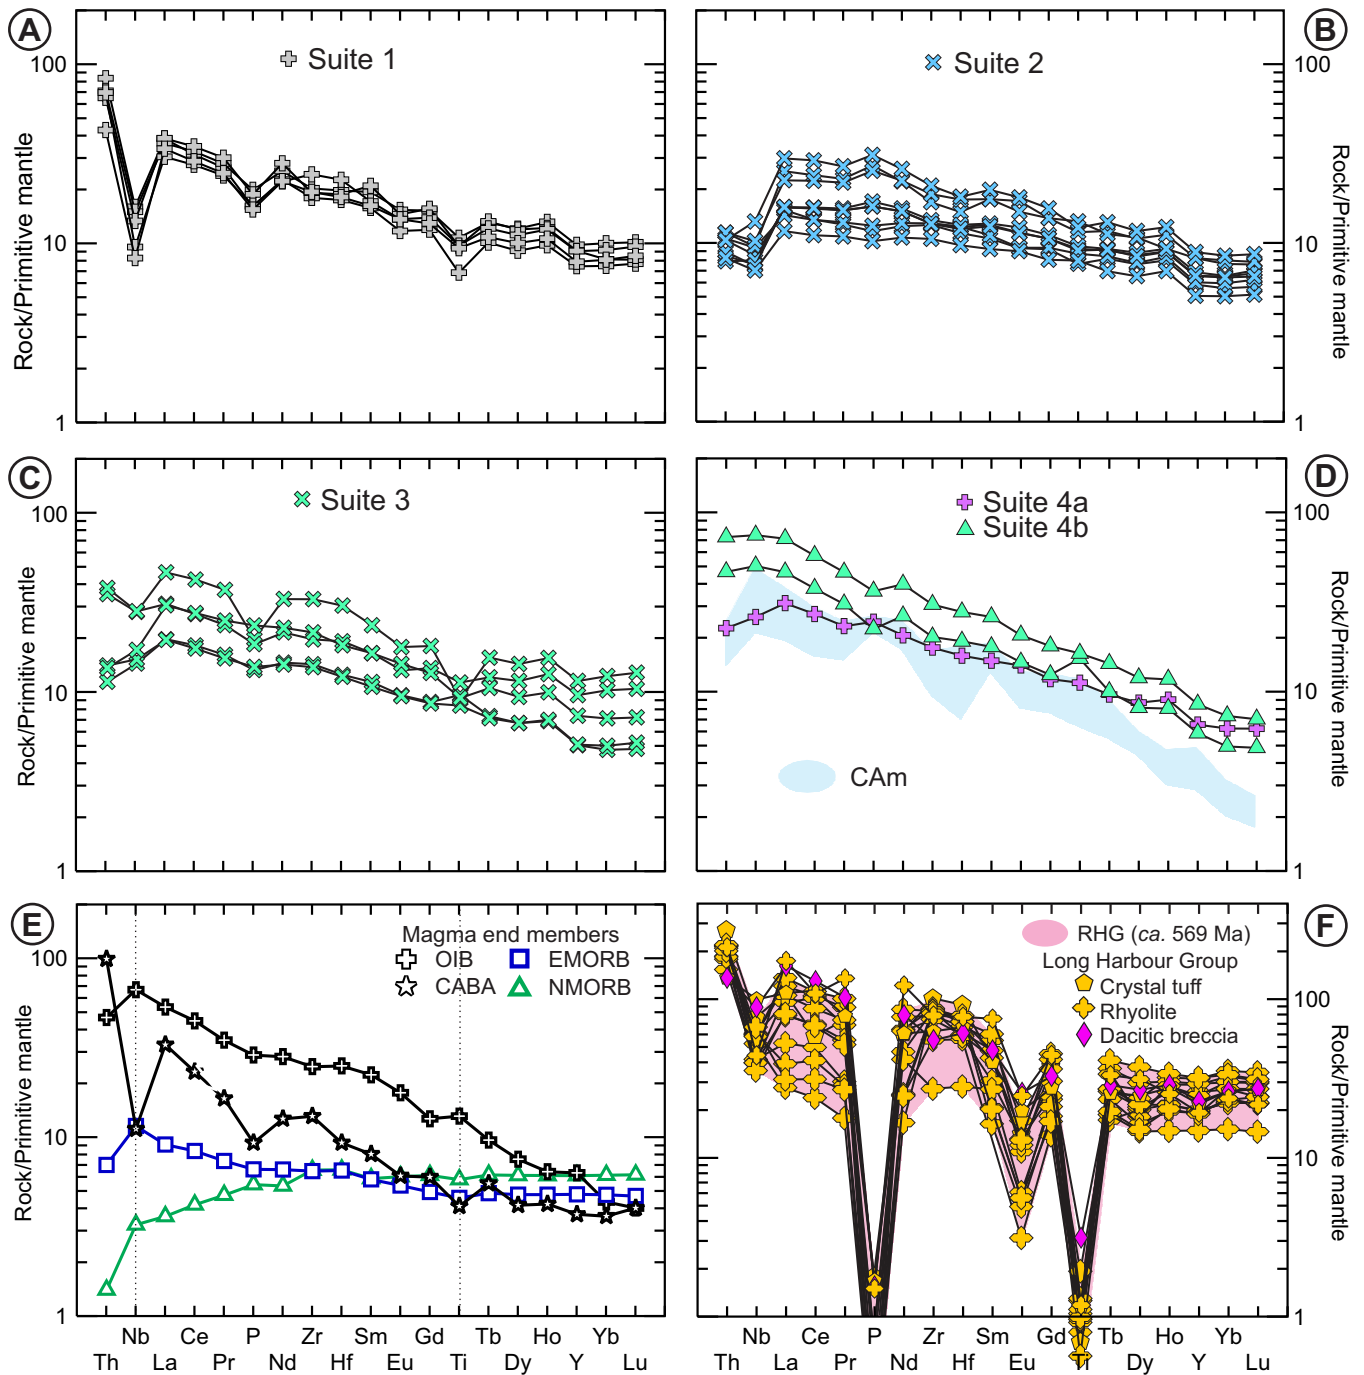 A
Suite 1
100
10
1
Rock/Primitive mantle
B
Suite 2
100
10
1
Rock/Primitive mantle
C
Suite 3
100
10
1
Rock/Primitive mantle
D
Suite 4a
Suite 4b
CAm
100
10
1
Rock/Primitive mantle
E
Magma end members
OIB EMORB
CABA NMORB
100
10
1
Rock/Primitive mantle
Nb Ce P Zr Sm Gd Tb Ho Yb
Th La Pr Nd Hf Eu Ti Dy Y Lu
F
RHG (ca. 569 Ma)
Long Harbour Group
Crystal tuff
Rhyolite
Dacitic breccia
100
10
1
Rock/Primitive mantle
Nb Ce P Zr Sm Gd Tb Ho Yb
Th La Pr Nd Hf Eu Ti Dy Y Lu